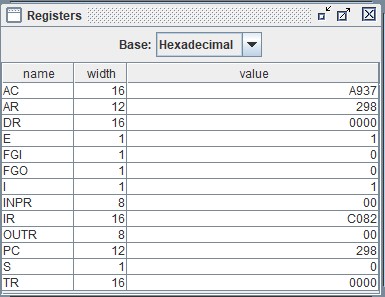 Registers
Base: Hexadecimal
name width value
AC 16 A937
AR 12 298
DR 16 0000
E 1 1
FGI 1 0
FGO 1 0
I 1 1
INPR 8 00
IR 16 C082
OUTR 8 00
PC 12 298
S 1 0
TR 16 0000